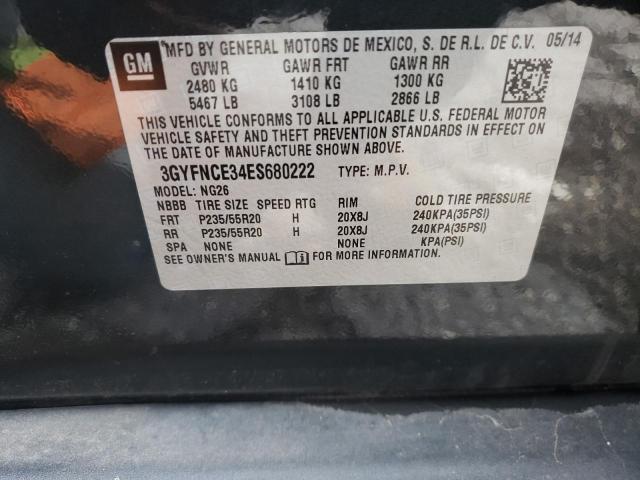 GM
MFD BY GENERAL MOTORS DE MEXICO, S. DE R.L. DE C.V. 05/14
GVWR GAWR FRT GAWR RR
2480 KG 1410 KG 1300 KG
5467 LB 3108 LB 2866 LB
THIS VEHICLE CONFORMS TO ALL APPLICABLE U.S. FEDERAL MOTOR
VEHICLE SAFETY AND THEFT PREVENTION STANDARDS IN EFFECT ON
THE DATE OF MANUFACTURE SHOWN ABOVE.
3GYFNCE34ES680222 TYPE: M.P.V.
MODEL: NG26
NBBB TIRE SIZE SPEED RTG RIM COLD TIRE PRESSURE
FRT P235/55R20 H 20X8J 240KPA(35PSI)
RR P235/55R20 H 20X8J 240KPA(35PSI)
SPA NONE NONE KPA(PSI)
SEE OWNER'S MANUAL FOR MORE INFORMATION.